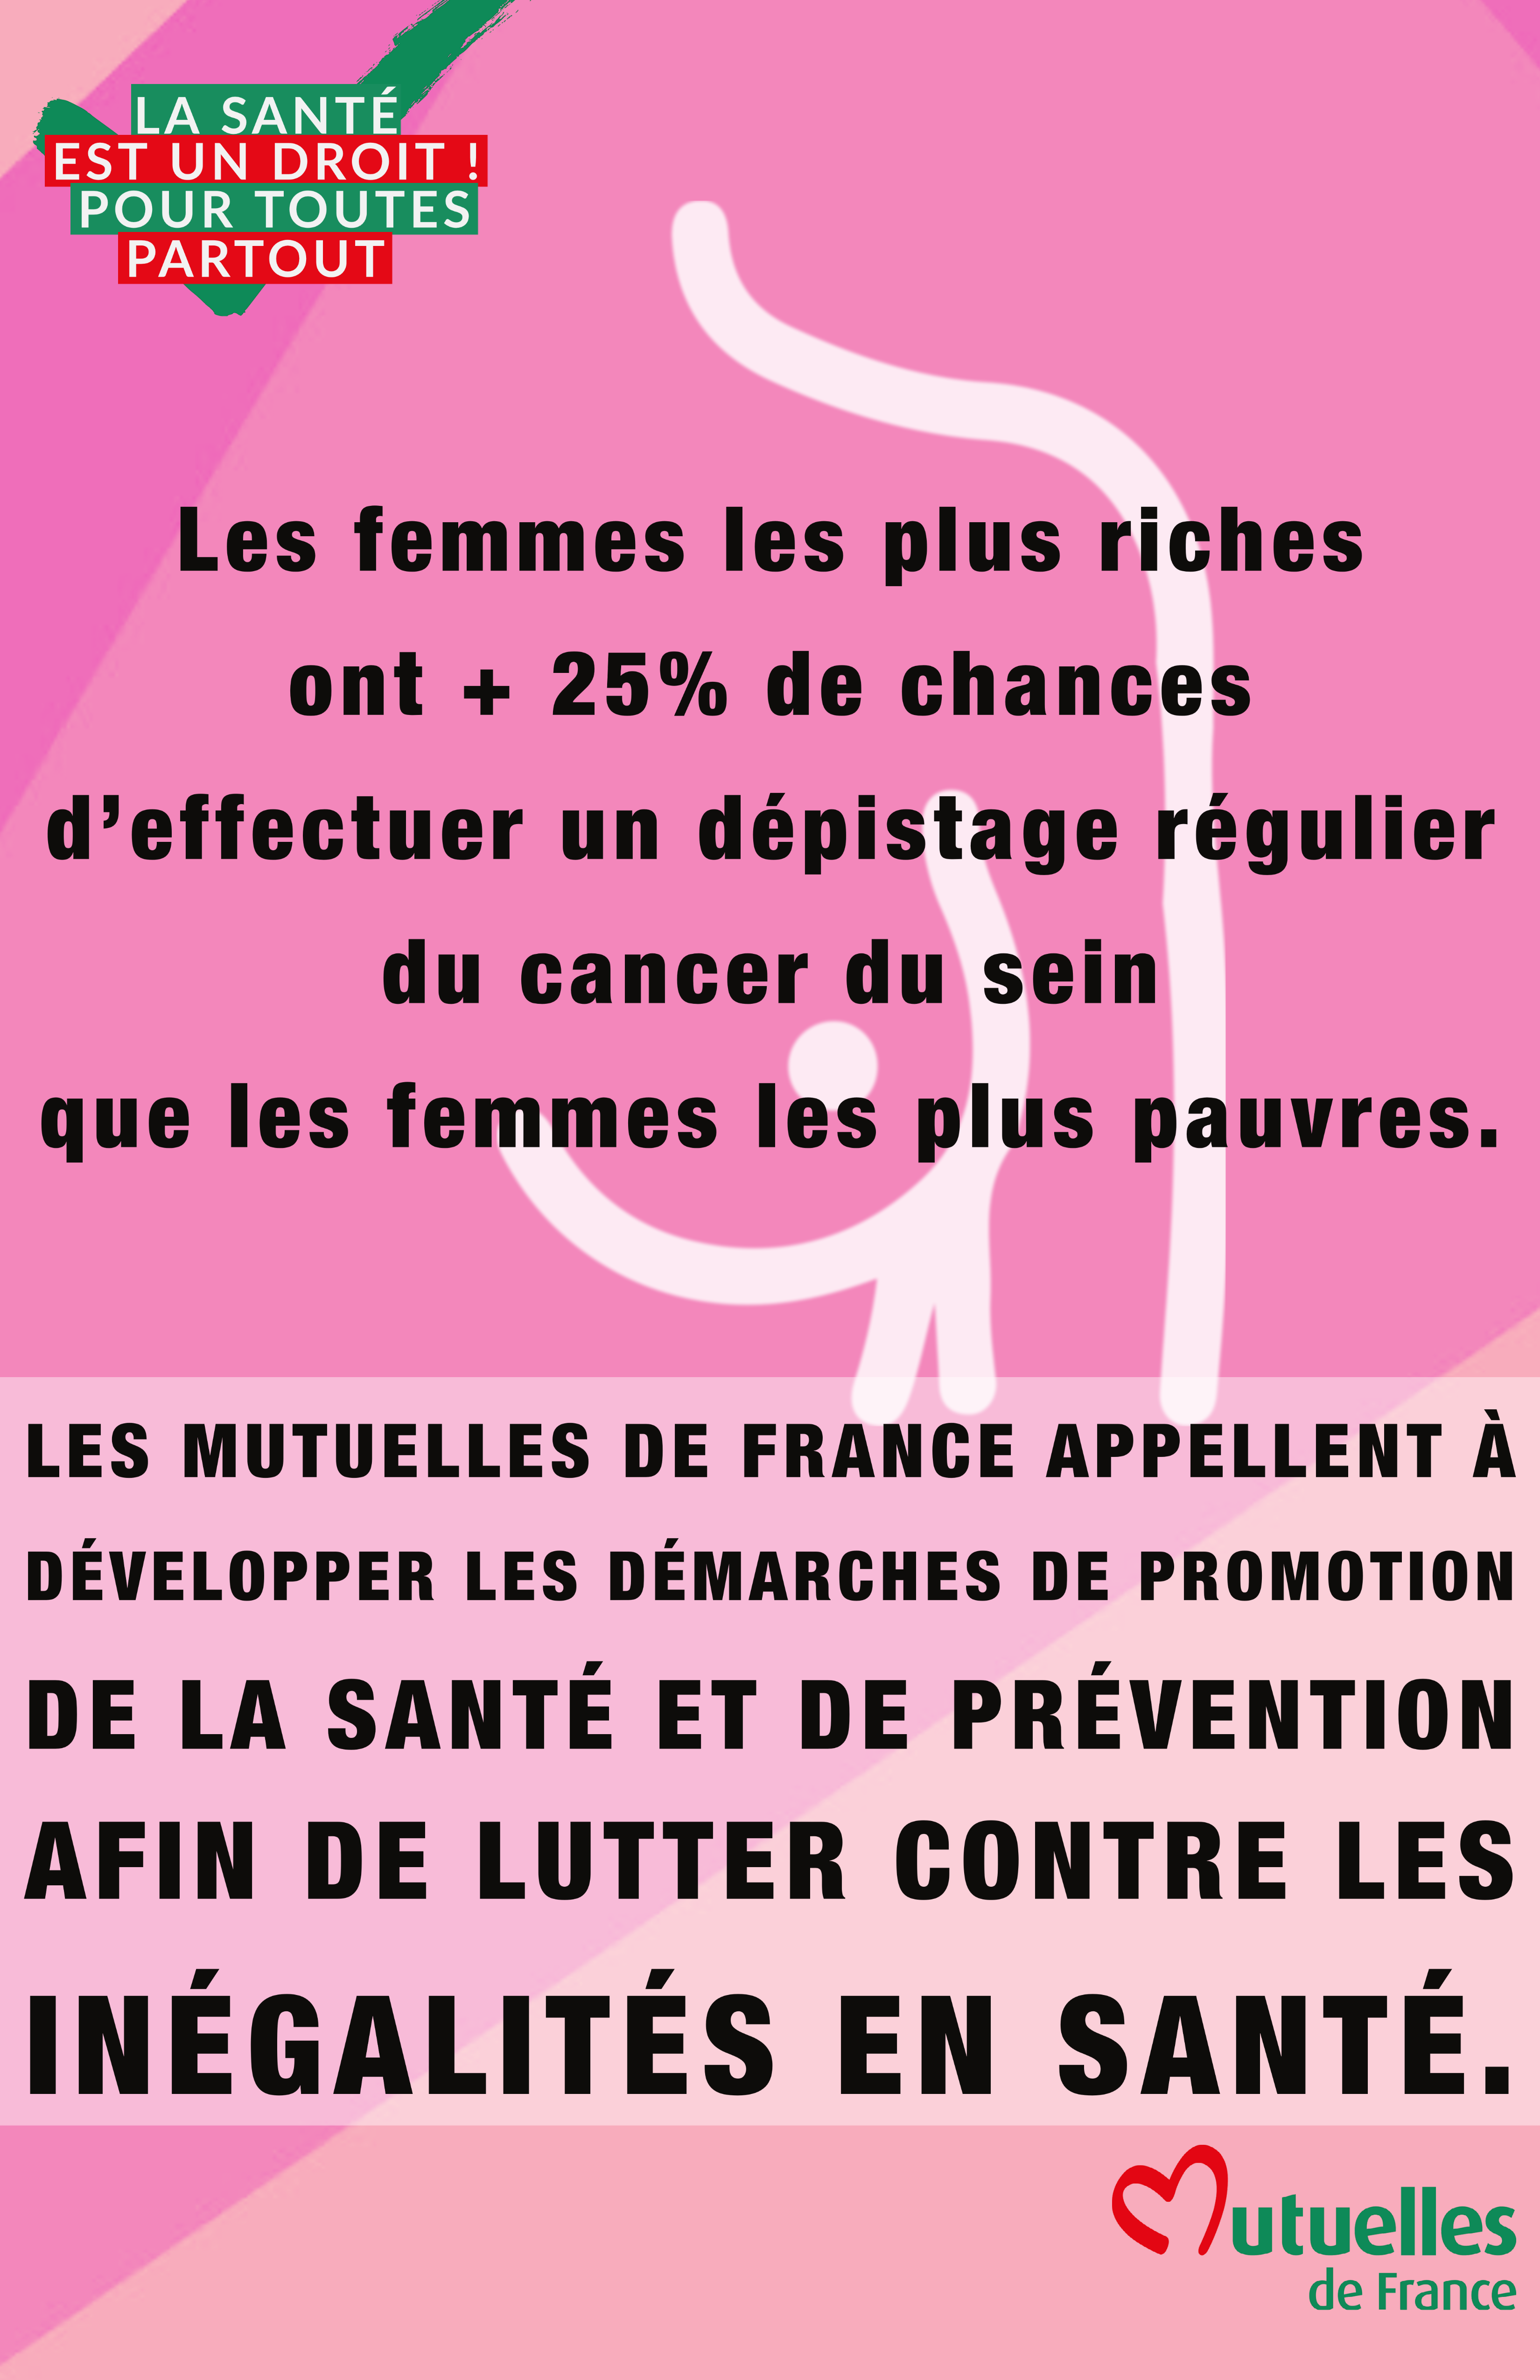 LA SANTÉ
EST UN DROIT !
POUR TOUTES
PARTOUT
Les femmes les plus riches
ont + 25% de chances
d’effectuer un dépistage régulier
du cancer du sein
que les femmes les plus pauvres.
LES MUTUELLES DE FRANCE APPELLENT À
DÉVELOPPER LES DÉMARCHES DE PROMOTION
DE LA SANTÉ ET DE PRÉVENTION
AFIN DE LUTTER CONTRE LES
INÉGALITÉS EN SANTÉ.
Mutuelles
de France